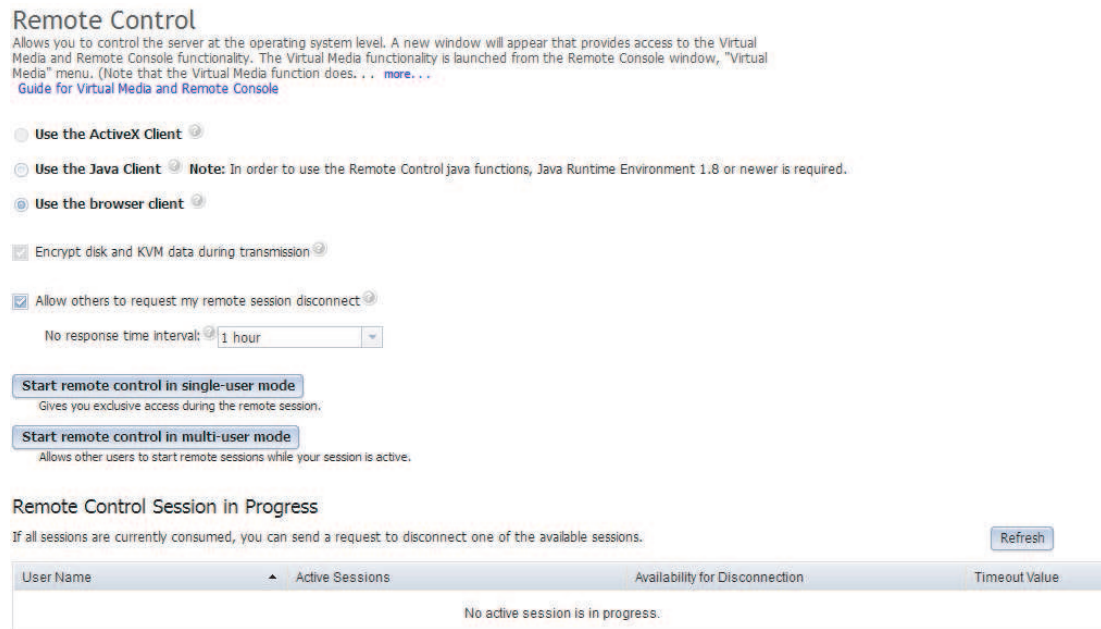 Remote Control
Allows you to control the server at the operating system level. A new window will appear that provides access to the Virtual
Media and Remote Console functionality. The Virtual Media functionality is launched from the Remote Console window, "Virtual
Media" menu. (Note that the Virtual Media function does. . . more. . .
Guide for Virtual Media and Remote Console
Use the ActiveX Client
Use the Java Client Note: In order to use the Remote Control java functions, Java Runtime Environment 1.8 or newer is required.
Use the browser client
Encrypt disk and KVM data during transmission
Allow others to request my remote session disconnect
No response time interval: 1 hour
Start remote control in single-user mode
Gives you exclusive access during the remote session.
Start remote control in multi-user mode
Allows other users to start remote sessions while your session is active.
Remote Control Session in Progress
If all sessions are currently consumed, you can send a request to disconnect one of the available sessions. Refresh
User Name Active Sessions Availability for Disconnection Timeout Value
No active session is in progress.